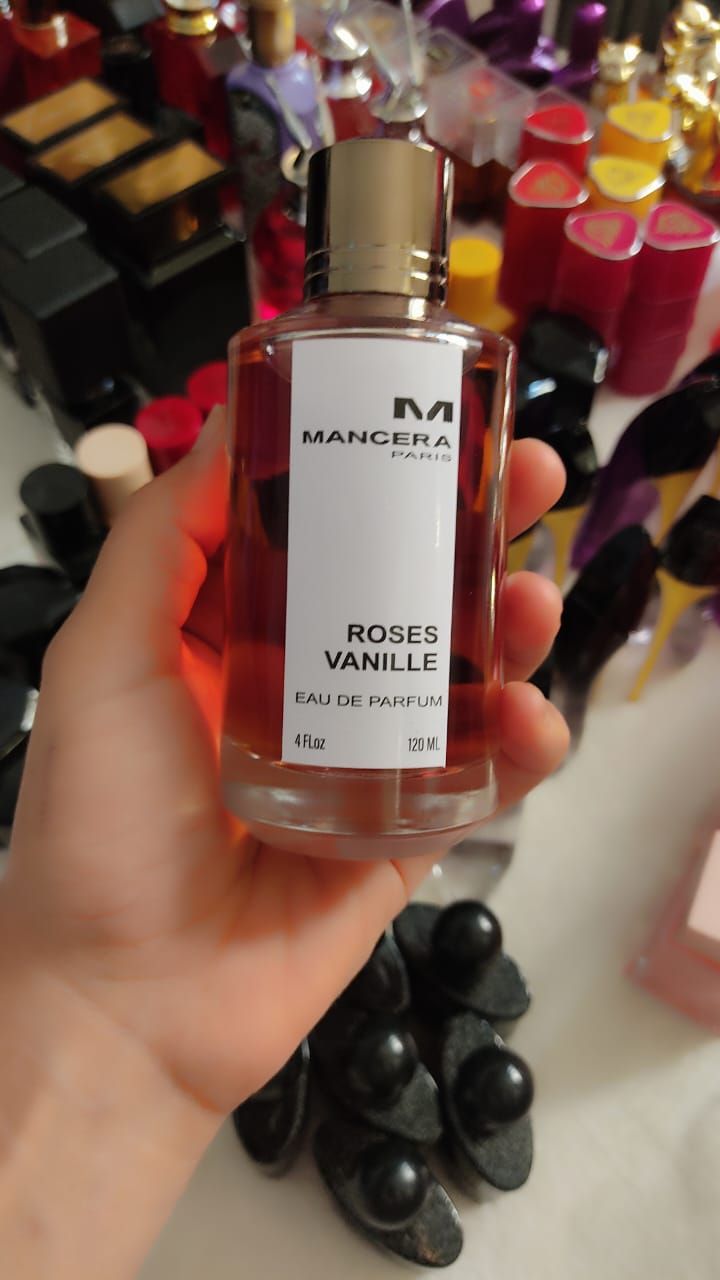 M
MANCERA
PARIS
ROSES
VANILLE
EAU DE PARFUM
4 FLoz 120 ML